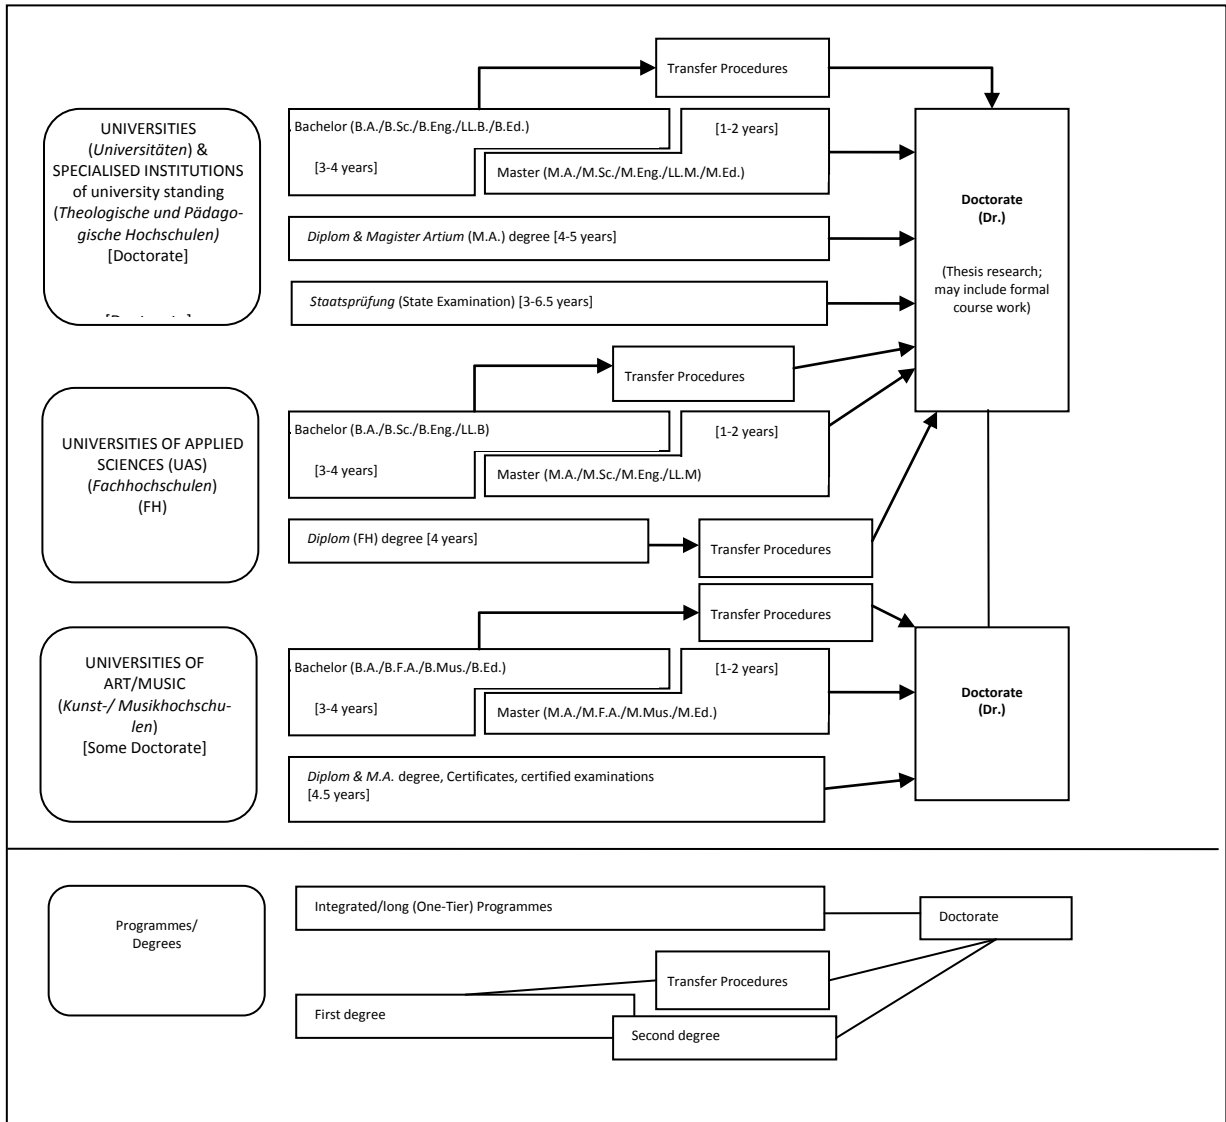 Transfer Procedures
UNIVERSITIES
(Universitäten) &
SPECIALISED INSTITUTIONS
of university standing
(Theologische und Pädago-
gische Hochschulen)
[Doctorate]
. Bachelor (B.A./B.Sc./B.Eng./LL.B./B.Ed.)
[3-4 years]
[1-2 years]
Master (M.A./M.Sc./M.Eng./LL.M./M.Ed.)
Diplom & Magister Artium (M.A.) degree [4-5 years]
Staatsprüfung (State Examination) [3-6.5 years]
Doctorate
(Dr.)
(Thesis research;
may include formal
course work)
Transfer Procedures
UNIVERSITIES OF APPLIED
SCIENCES (UAS)
(Fachhochschulen)
(FH)
. Bachelor (B.A./B.Sc./B.Eng./LL.B)
[3-4 years]
[1-2 years]
Master (M.A./M.Sc./M.Eng./LL.M)
Diplom (FH) degree [4 years]
Transfer Procedures
Transfer Procedures
UNIVERSITIES OF
ART/MUSIC
(Kunst-/ Musikhochschu-
len)
[Some Doctorate]
. Bachelor (B.A./B.F.A./B.Mus./B.Ed.)
[3-4 years]
[1-2 years]
Master (M.A./M.F.A./M.Mus./M.Ed.)
Diplom & M.A. degree, Certificates, certified examinations
[4.5 years]
Doctorate
(Dr.)
Programmes/
Degrees
Integrated/long (One-Tier) Programmes
Doctorate
Transfer Procedures
First degree
Second degree